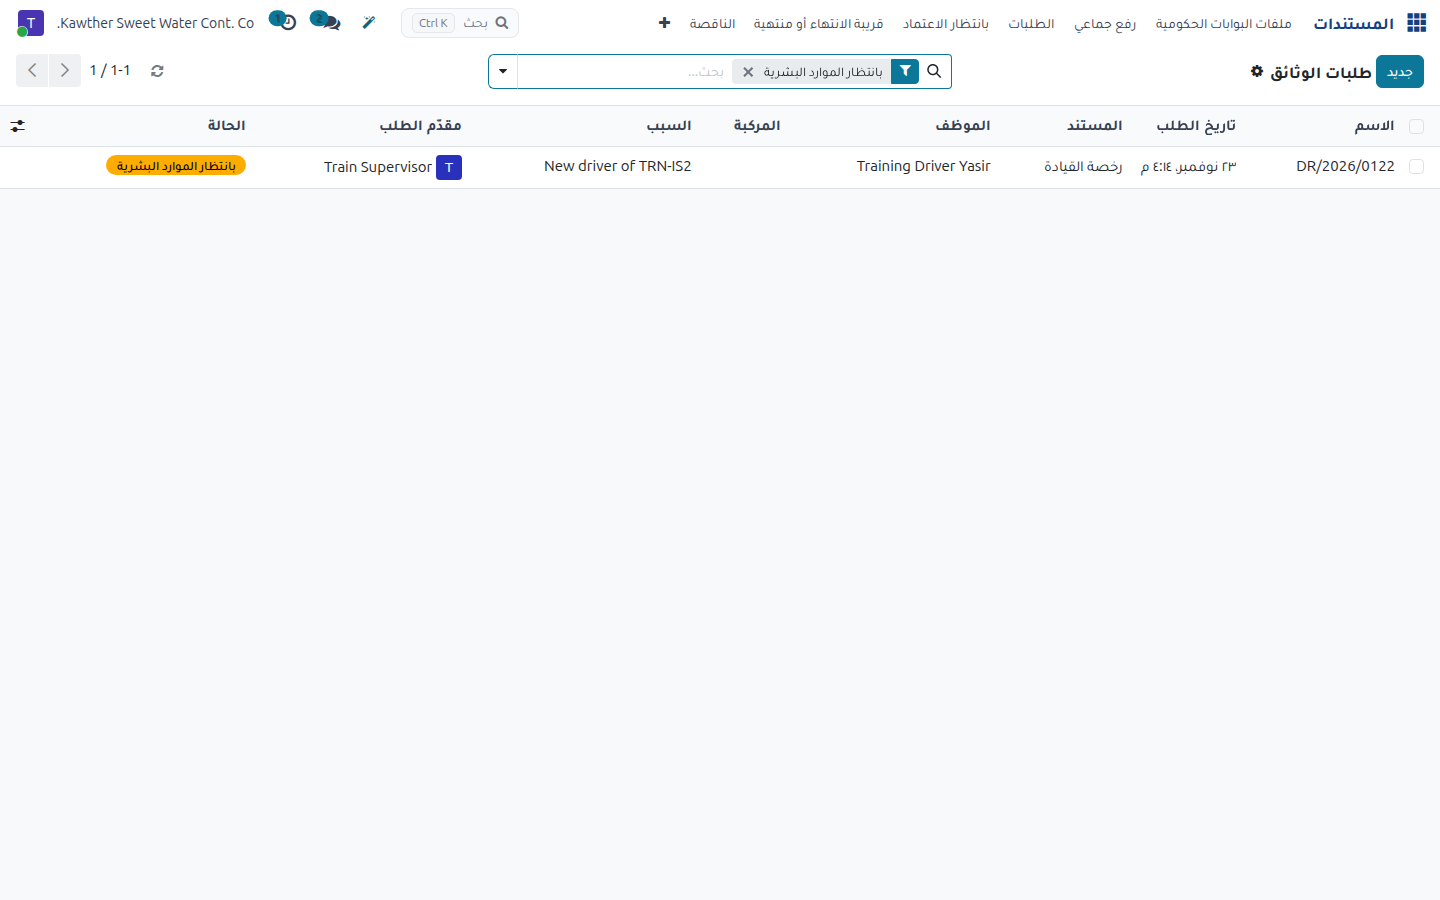 المستندات
ملفات البوابات الحكومية
رفع جماعي
الطلبات
بانتظار الاعتماد
قريبة الانتهاء أو منتهية
الناقصة
بحث Ctrl K
2
1
Kawther Sweet Water Cont. Co.
T
جديد
طلبات الوثائق
بانتظار الموارد البشرية
بحث...
1-1 / 1
الاسم تاريخ الطلب المستند الموظف المركبة السبب مقدّم الطلب الحالة
DR/2026/0122 ٢٣ نوفمبر، ٤:١٤ م رخصة القيادة Training Driver Yasir New driver of TRN-IS2 T Train Supervisor بانتظار الموارد البشرية